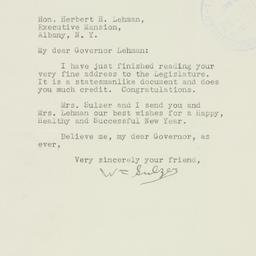 Hon. Herbert H. Lehman,
Executive Mansion,
Albany, N. Y.
My dear Governor Lehman:
I have just finished reading your
very fine address to the Legislature.
It is a statesmanlike document and does
you much credit. Congratulations.
Mrs. Sulzer and I send you and
Mrs. Lehman our best wishes for a Happy,
Healthy and Successful New Year.
Believe me, my dear Governor, as
ever,
Very sincerely your friend,
Wm Sulzer